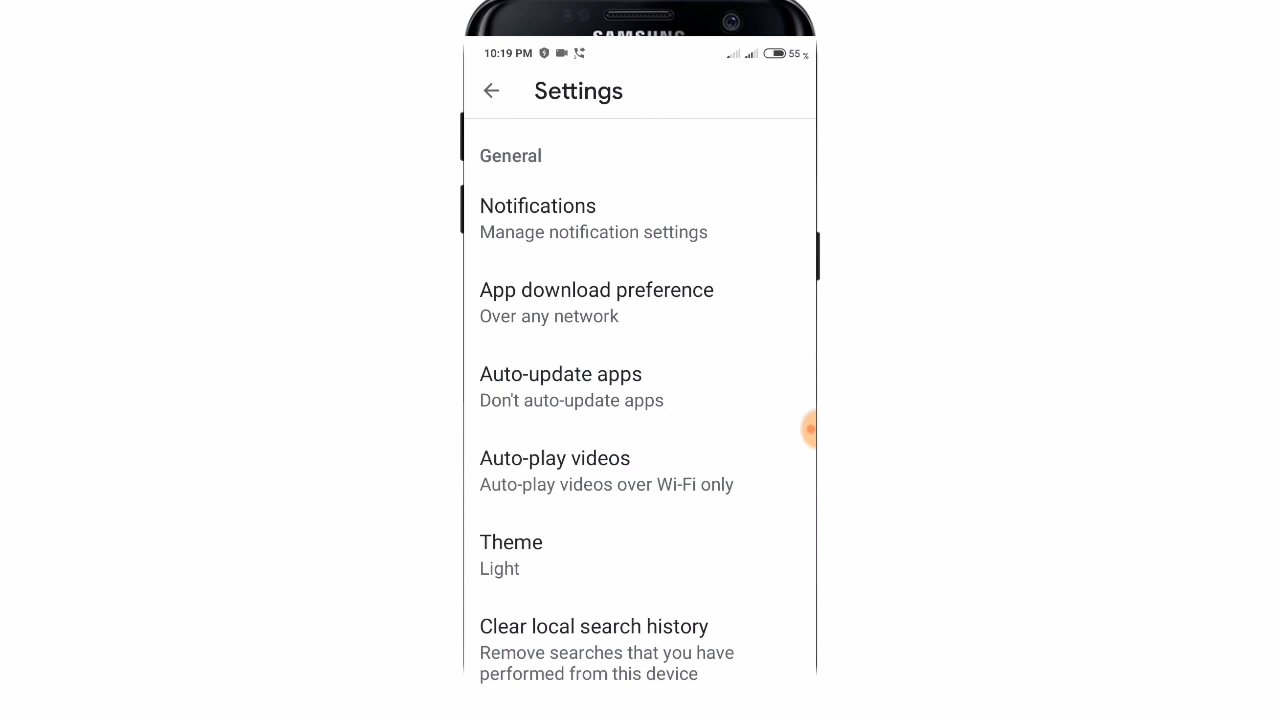 SAMSUNG
10:19 PM 55 %
Settings
General
Notifications
Manage notification settings
App download preference
Over any network
Auto-update apps
Don't auto-update apps
Auto-play videos
Auto-play videos over Wi-Fi only
Theme
Light
Clear local search history
Remove searches that you have
performed from this device